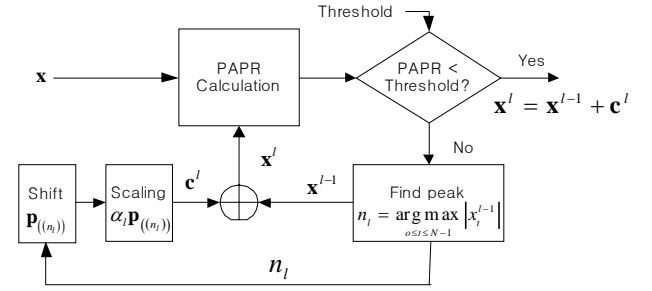 Threshold
x
PAPR
Calculation
PAPR <
Threshold?
Yes
x^l = x^{l-1} + c^l
No
x^l
Shift
p_{((n_l))}
Scaling
α_l p_{((n_l))}
c^l
x^{l-1}
Find peak
n_l = arg max |x_t^{l-1}|
o≤t≤N-1
n_l